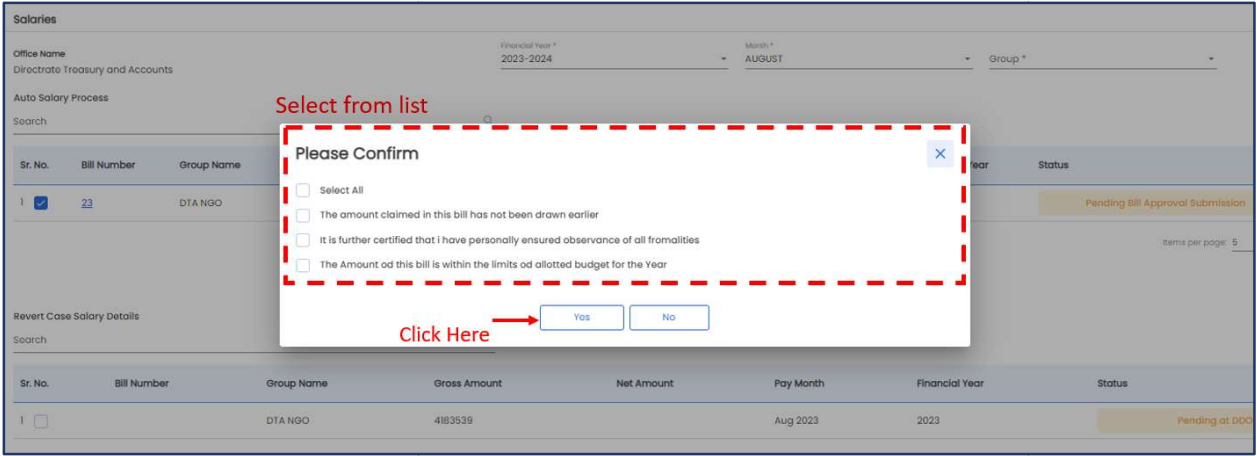 Salaries
Office Name
Directrate Treasury and Accounts
Financial Year *
2023-2024
Month *
AUGUST
Group *
Auto Salary Process
Search
Select from list
Sr. No. Bill Number Group Name Status
1 23 DTA NGO Pending Bill Approval Submission
Please Confirm
Select All
The amount claimed in this bill has not been drawn earlier
It is further certified that i have personally ensured observance of all fromalities
The Amount od this bill is within the limits od allotted budget for the Year
Yes No
Click Here
Items per page: 5
Revert Case Salary Details
Search
Sr. No. Bill Number Group Name Gross Amount Net Amount Pay Month Financial Year Status
1 DTA NGO 4183539 Aug 2023 2023 Pending at DDO